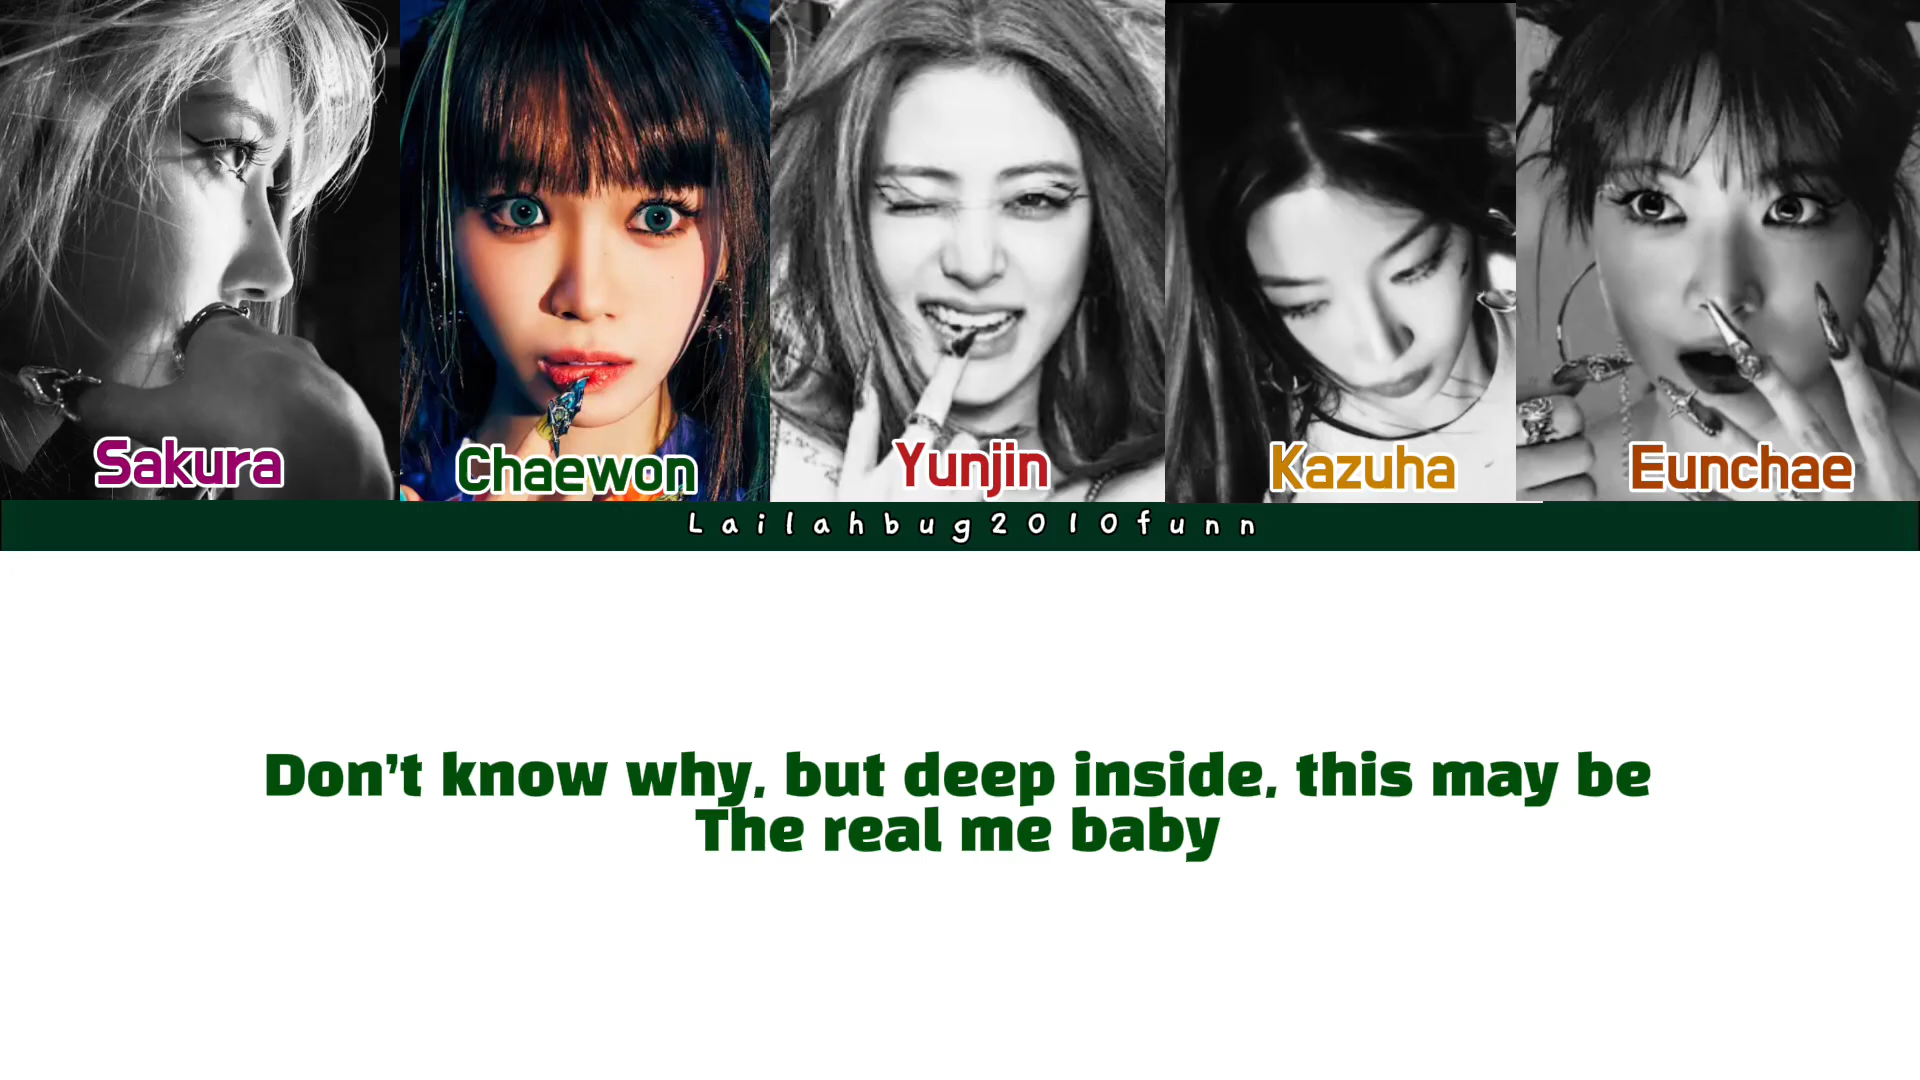 Sakura
Chaewon
Yunjin
Kazuha
Eunchae
Lailahbug2010funn
Don't know why, but deep inside, this may be
The real me baby